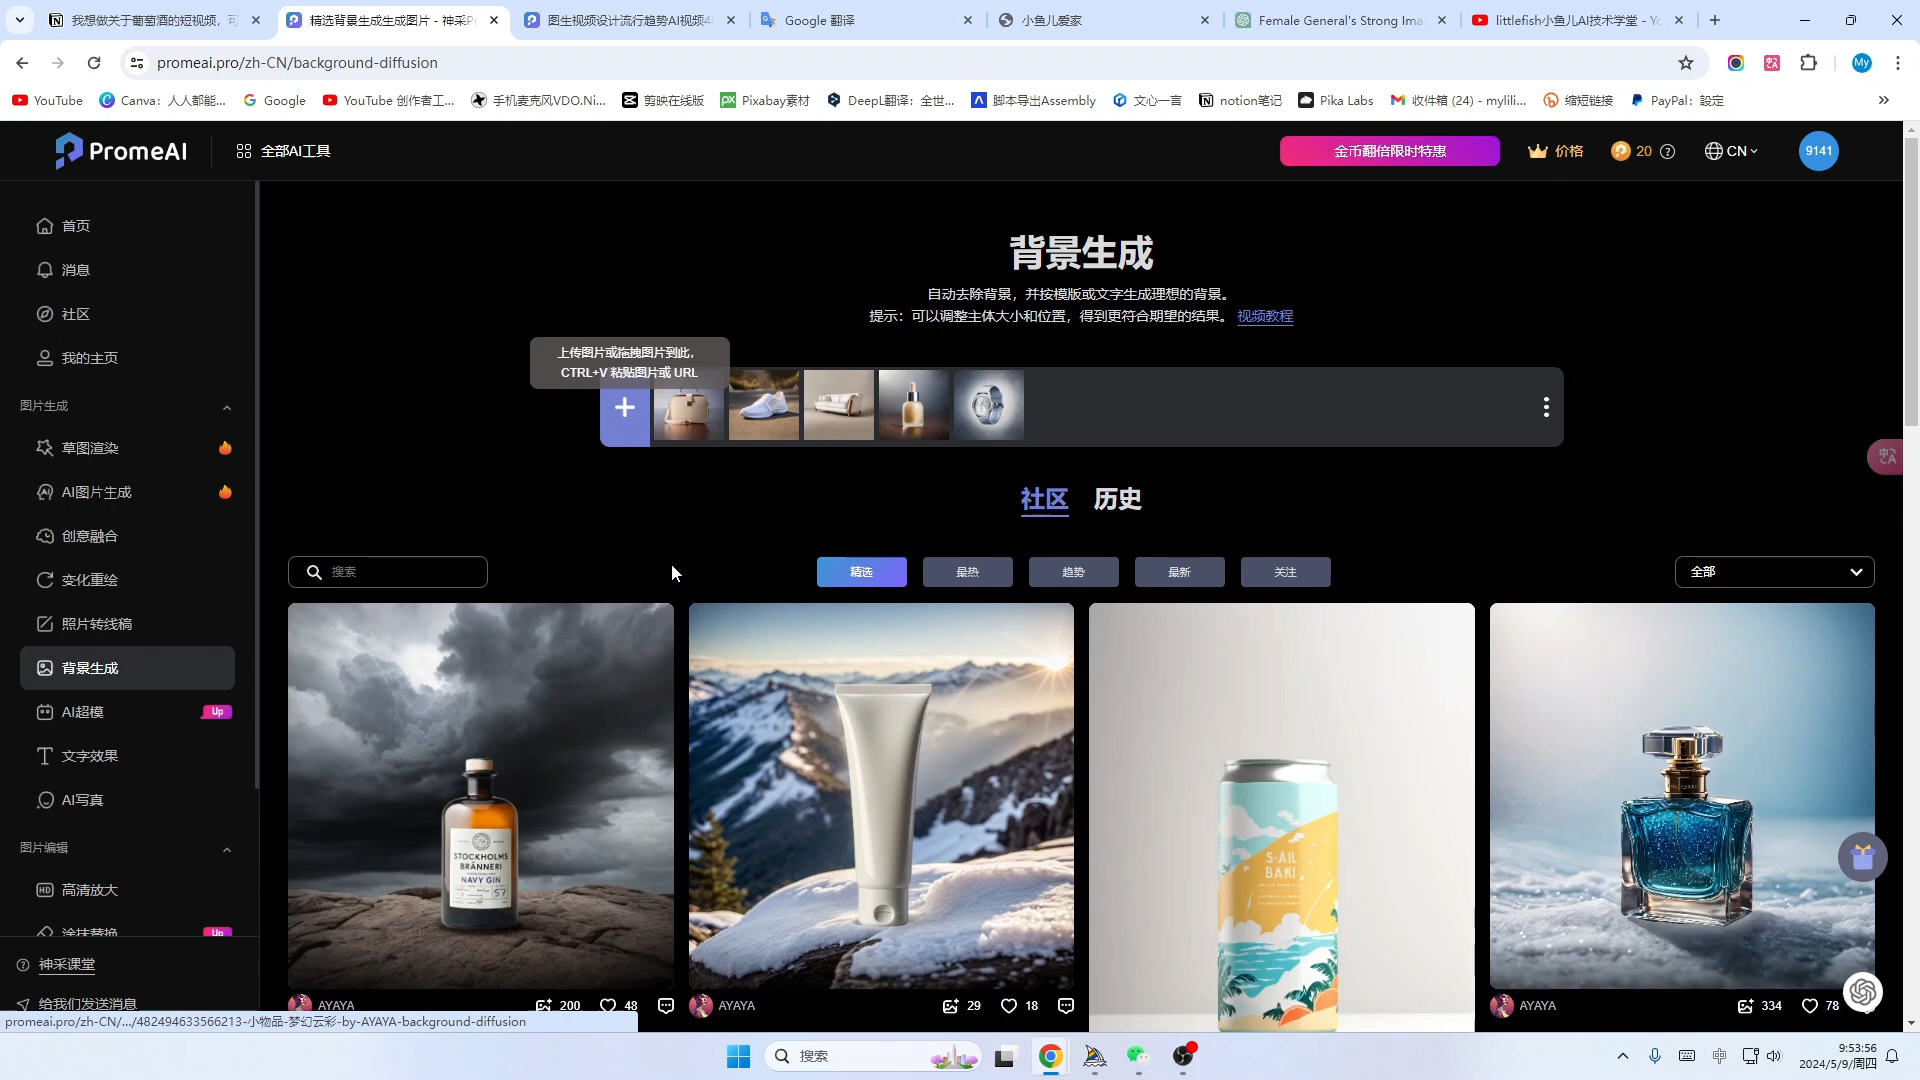 我想做关于葡萄酒的短视频，可
精选背景生成生成图片 - 神采Pr
图生视频设计流行趋势AI视频4
Google 翻译
小鱼儿爱家
Female General's Strong Ima
littlefish小鱼儿AI技术学堂 - Yo
promeai.pro/zh-CN/background-diffusion
My
YouTube
Canva：人人都能...
Google
YouTube 创作者工...
手机麦克风VDO.Ni...
剪映在线版
Pixabay素材
DeepL翻译：全世...
脚本导出Assembly
文心一言
notion笔记
Pika Labs
收件箱 (24) - mylili...
缩短链接
PayPal：設定
PromeAI
全部AI工具
金币翻倍限时特惠
价格
20
CN
9141
首页
消息
社区
我的主页
图片生成
草图渲染
AI图片生成
创意融合
变化重绘
照片转线稿
背景生成
AI超模
Up
文字效果
AI写真
图片编辑
HD 高清放大
涂抹替换
Up
神采课堂
给我们发送消息
背景生成
自动去除背景，并按模版或文字生成理想的背景。
提示：可以调整主体大小和位置，得到更符合期望的结果。 视频教程
上传图片或拖拽图片到此，
CTRL+V 粘贴图片或 URL
社区
历史
搜索
精选
最热
趋势
最新
关注
全部
STOCKHOLMS
BRÄNNERI
NAVY GIN
57
S-AIL
BAKI
AYAYA
200
48
AYAYA
29
18
AYAYA
334
78
promeai.pro/zh-CN/.../482494633566213-小物品-梦幻云彩-by-AYAYA-background-diffusion
搜索
中
9:53:56
2024/5/9/周四